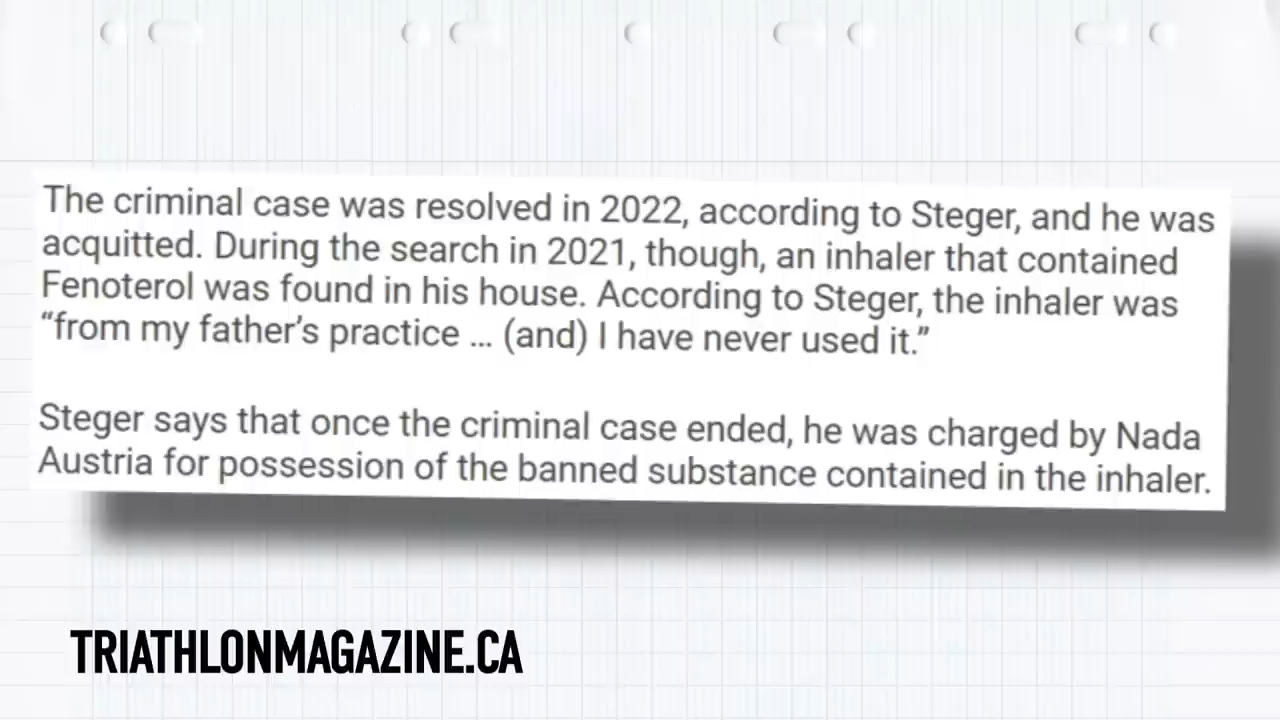 The criminal case was resolved in 2022, according to Steger, and he was
acquitted. During the search in 2021, though, an inhaler that contained
Fenoterol was found in his house. According to Steger, the inhaler was
“from my father’s practice ... (and) I have never used it.”
Steger says that once the criminal case ended, he was charged by Nada
Austria for possession of the banned substance contained in the inhaler.
TRIATHLONMAGAZINE.CA